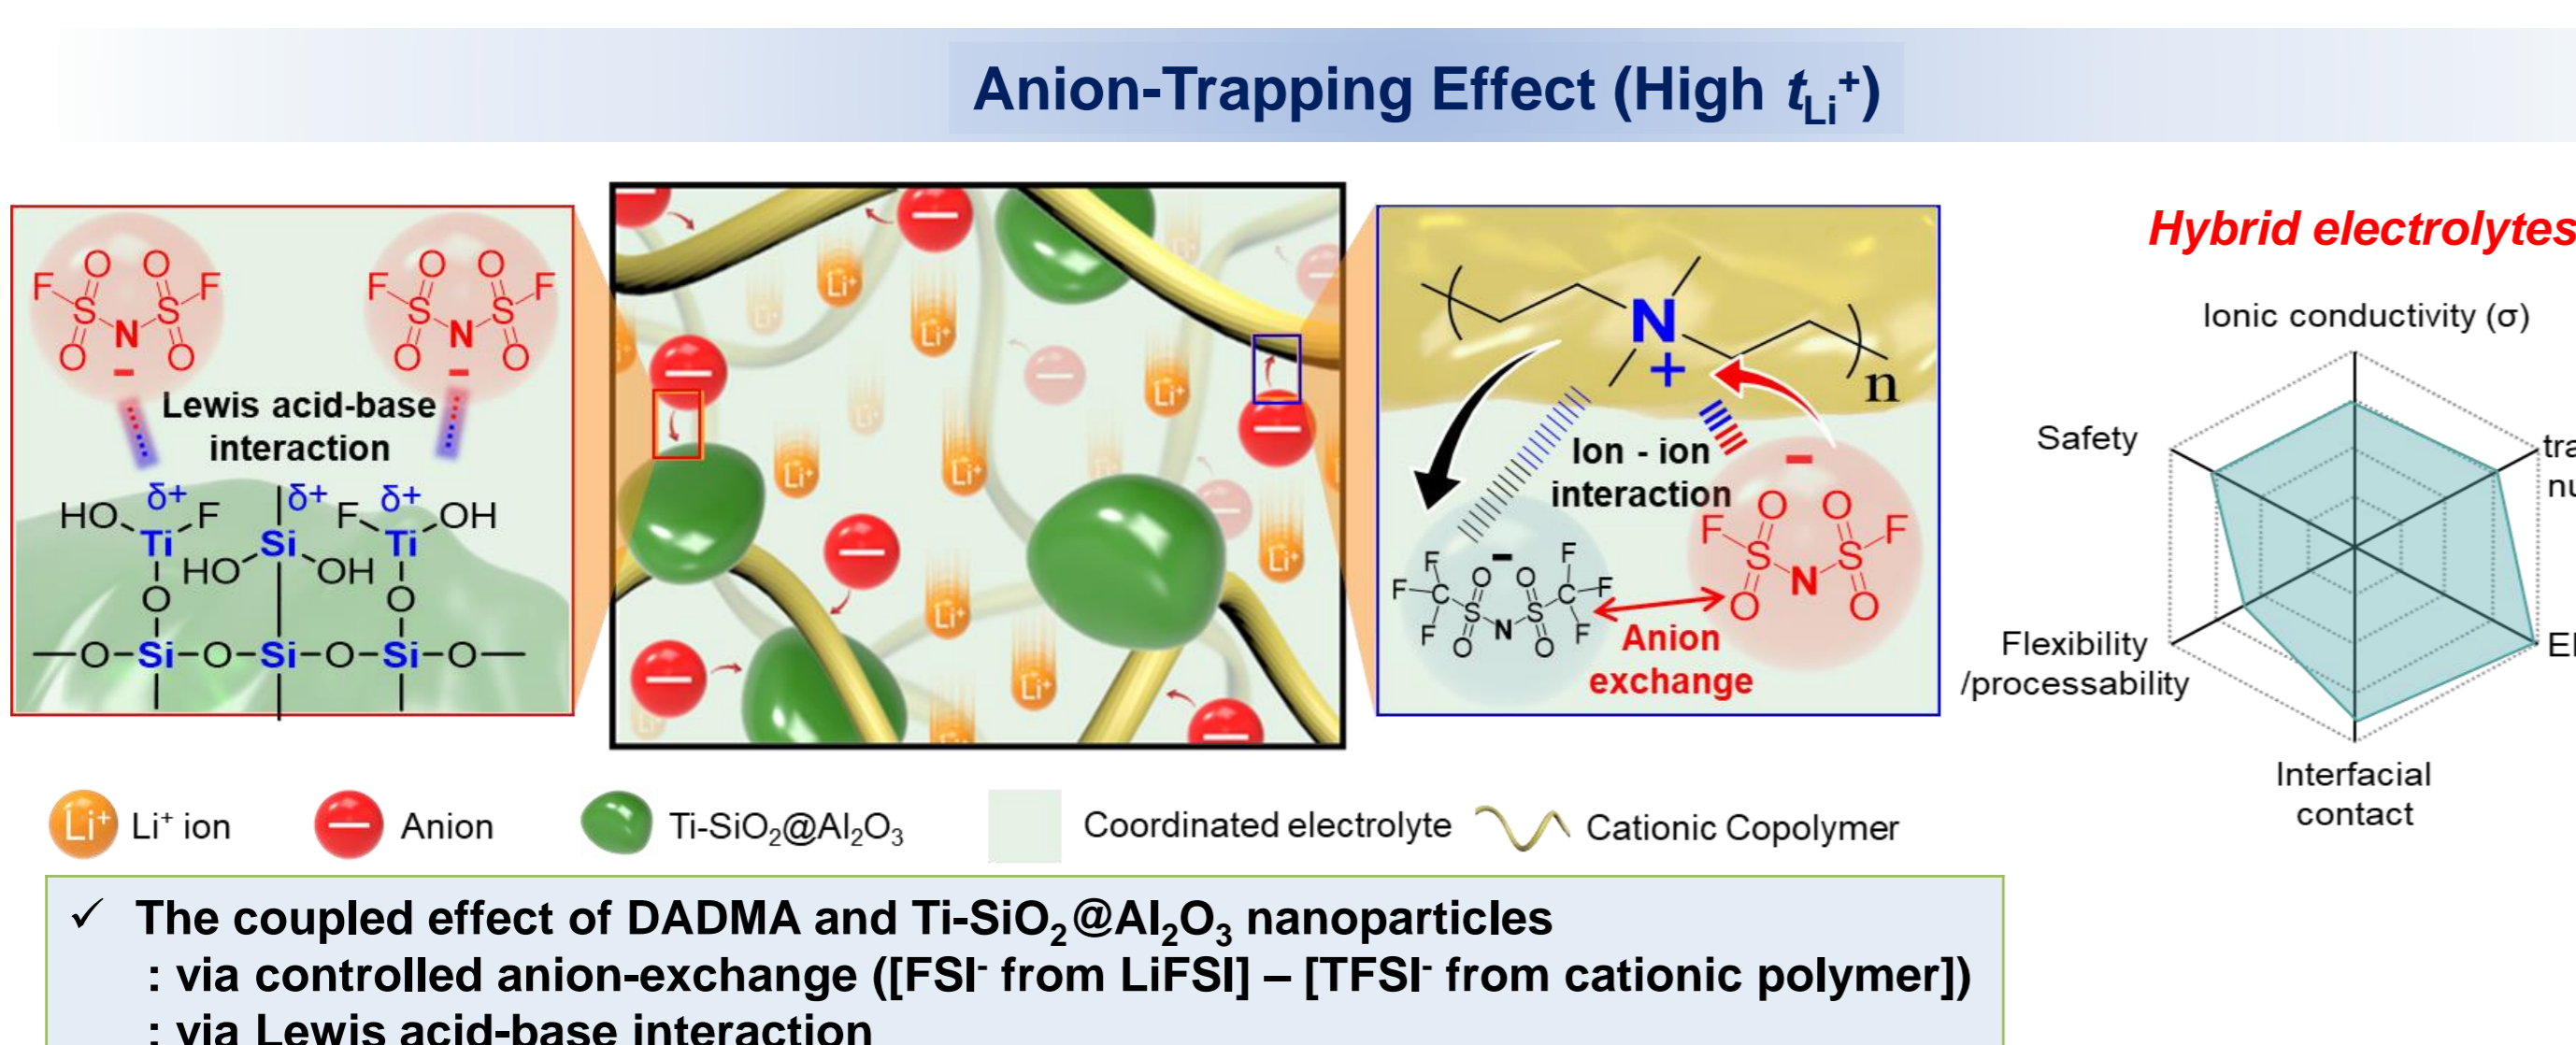 Anion-Trapping Effect (High tLi+)
Lewis acid-base
interaction
F O O F
S S
O N O
−
F O O F
S S
O N O
−
δ+ δ+ δ+
HO F F OH
Ti Si Ti
HO OH
O O
O Si O Si O Si O
Li+
N
+
n
Ion - ion
interaction
−
F O O F
S S
O N O
−
F F
F C O O C F
F S S F
O N O
Anion
exchange
Hybrid electrolytes
Ionic conductivity (σ)
Safety
Flexibility
/processability
Interfacial
contact
Li+ Li+ ion
Anion
Ti-SiO2@Al2O3
Coordinated electrolyte
Cationic Copolymer
✓ The coupled effect of DADMA and Ti-SiO2@Al2O3 nanoparticles
: via controlled anion-exchange ([FSI- from LiFSI] – [TFSI- from cationic polymer])
: via Lewis acid-base interaction